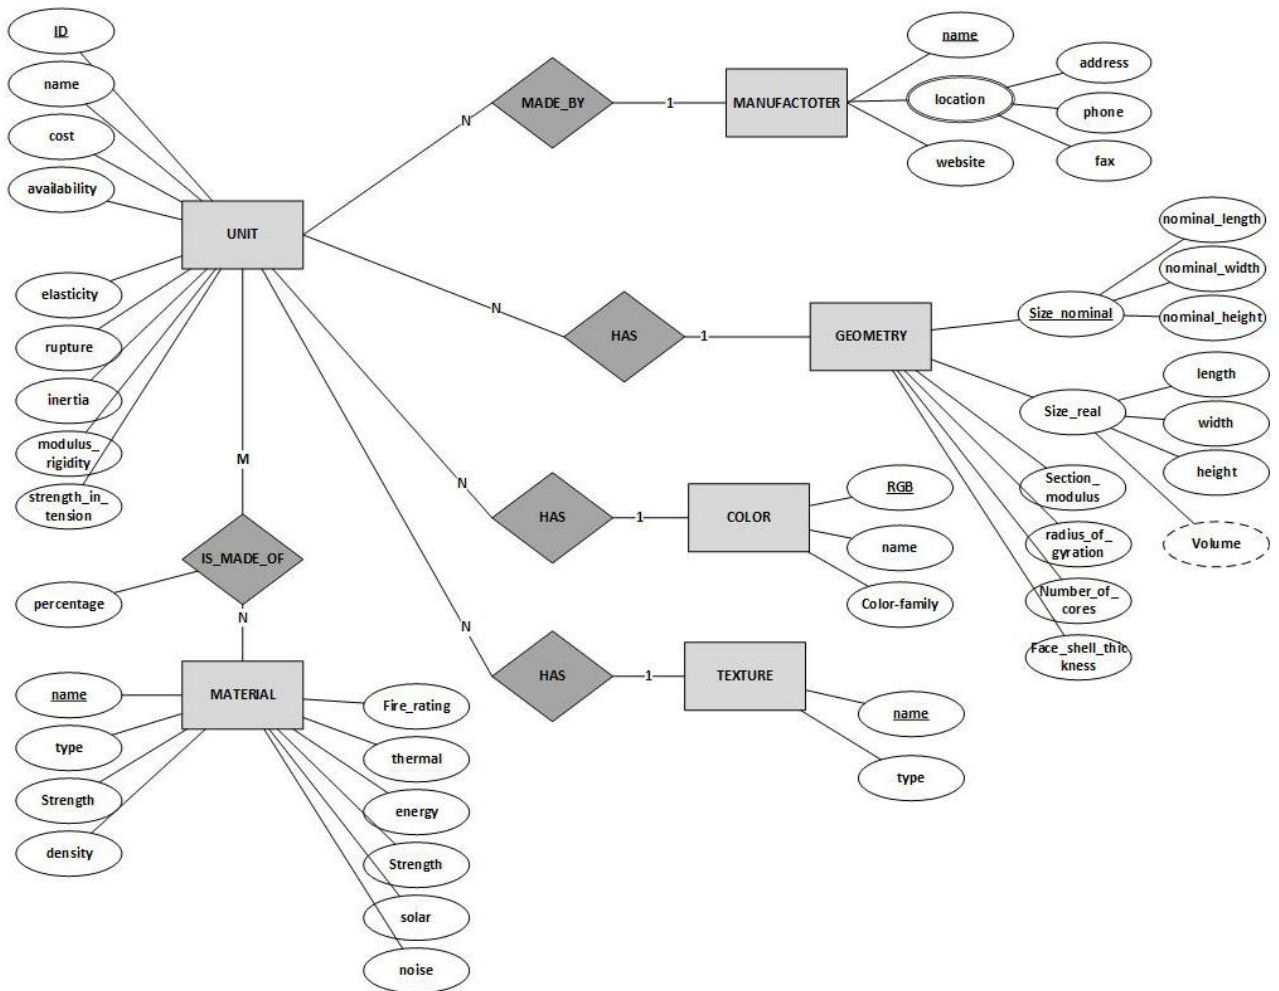 ID
name
cost
availability
UNIT
elasticity
rupture
inertia
modulus_
rigidity
strength_in_
tension
N
MADE_BY
1
MANUFACTOTER
name
location
website
address
phone
fax
N
HAS
1
GEOMETRY
Size_nominal
nominal_length
nominal_width
nominal_height
Size_real
length
width
height
Volume
Section_
modulus
radius_of_
gyration
Number_of_
cores
Face_shell_thic
kness
N
HAS
1
COLOR
RGB
name
Color-family
N
HAS
1
TEXTURE
name
type
M
IS_MADE_OF
percentage
N
MATERIAL
name
type
Strength
density
Fire_rating
thermal
energy
Strength
solar
noise